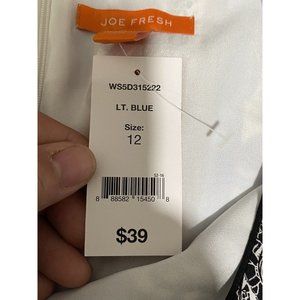 JOE FRESH
WS5D315222
LT. BLUE
Size:
12
8 88582 15450 8
$39